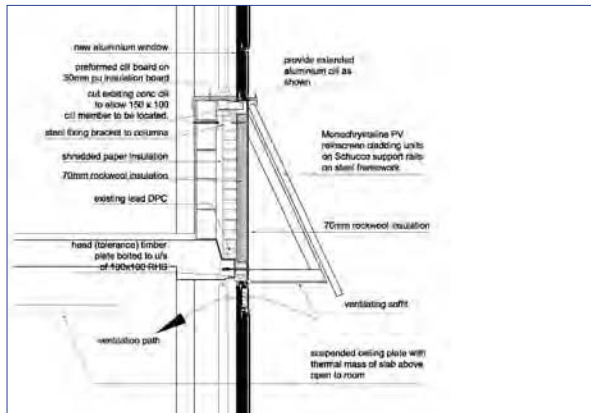 new aluminium window
preformed cill board on
30mm pu insulation board
cut existing conc cill
to allow 150 x 100
cill member to be located.
steel fixing bracket to columns
shredded paper insulation
70mm rockwool insulation
existing lead DPC
head (tolerance) timber
plate bolted to u/s
of 100x100 RHS
ventilation path
provide extended
aluminium cill as
shown
Monochrystaline PV
reinscreen cladding units
on Schuco support rails
on steel framework
70mm rockwool insulation
ventilating soffit
suspended ceiling plate with
thermal mass of slab above
open to room